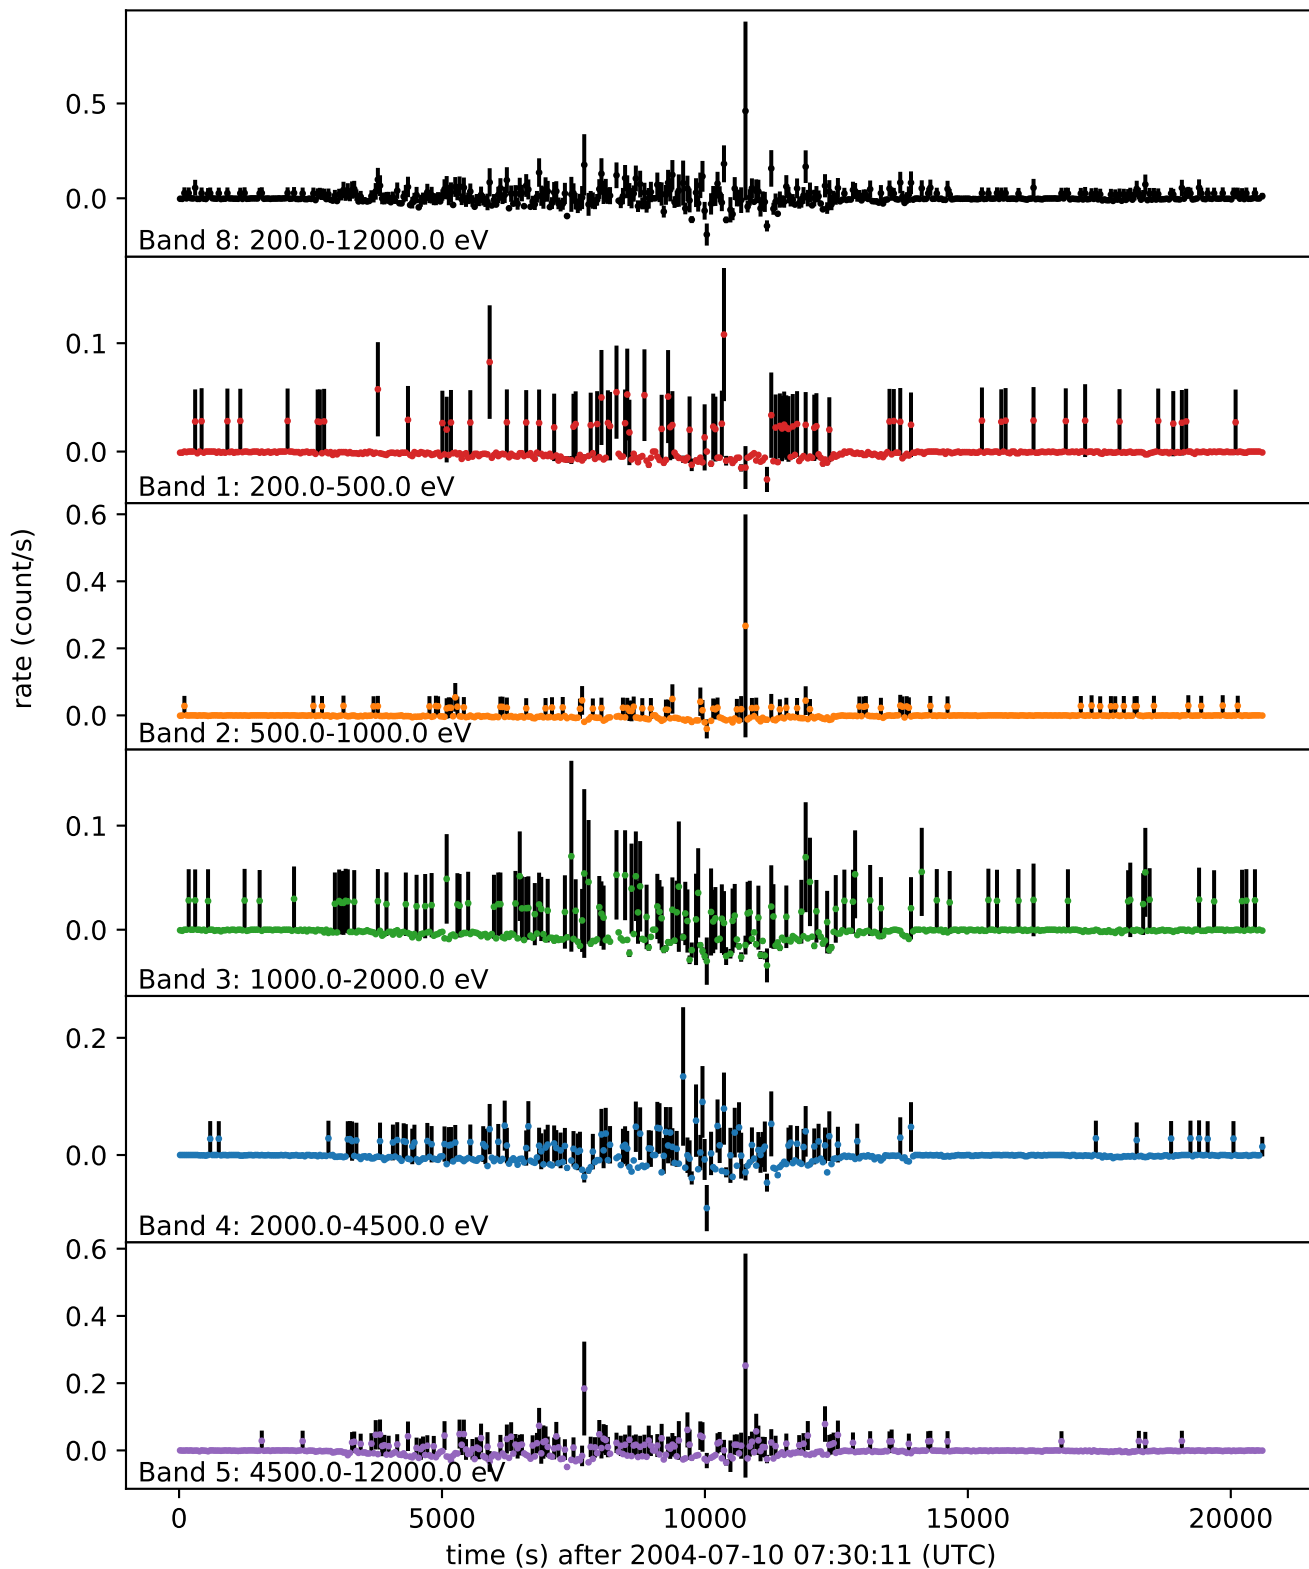 0.5
0.0
Band 8: 200.0-12000.0 eV
0.1
0.0
Band 1: 200.0-500.0 eV
0.6
0.4
0.2
0.0
Band 2: 500.0-1000.0 eV
rate (count/s)
0.1
0.0
Band 3: 1000.0-2000.0 eV
0.2
0.0
Band 4: 2000.0-4500.0 eV
0.6
0.4
0.2
0.0
Band 5: 4500.0-12000.0 eV
0 5000 10000 15000 20000
time (s) after 2004-07-10 07:30:11 (UTC)